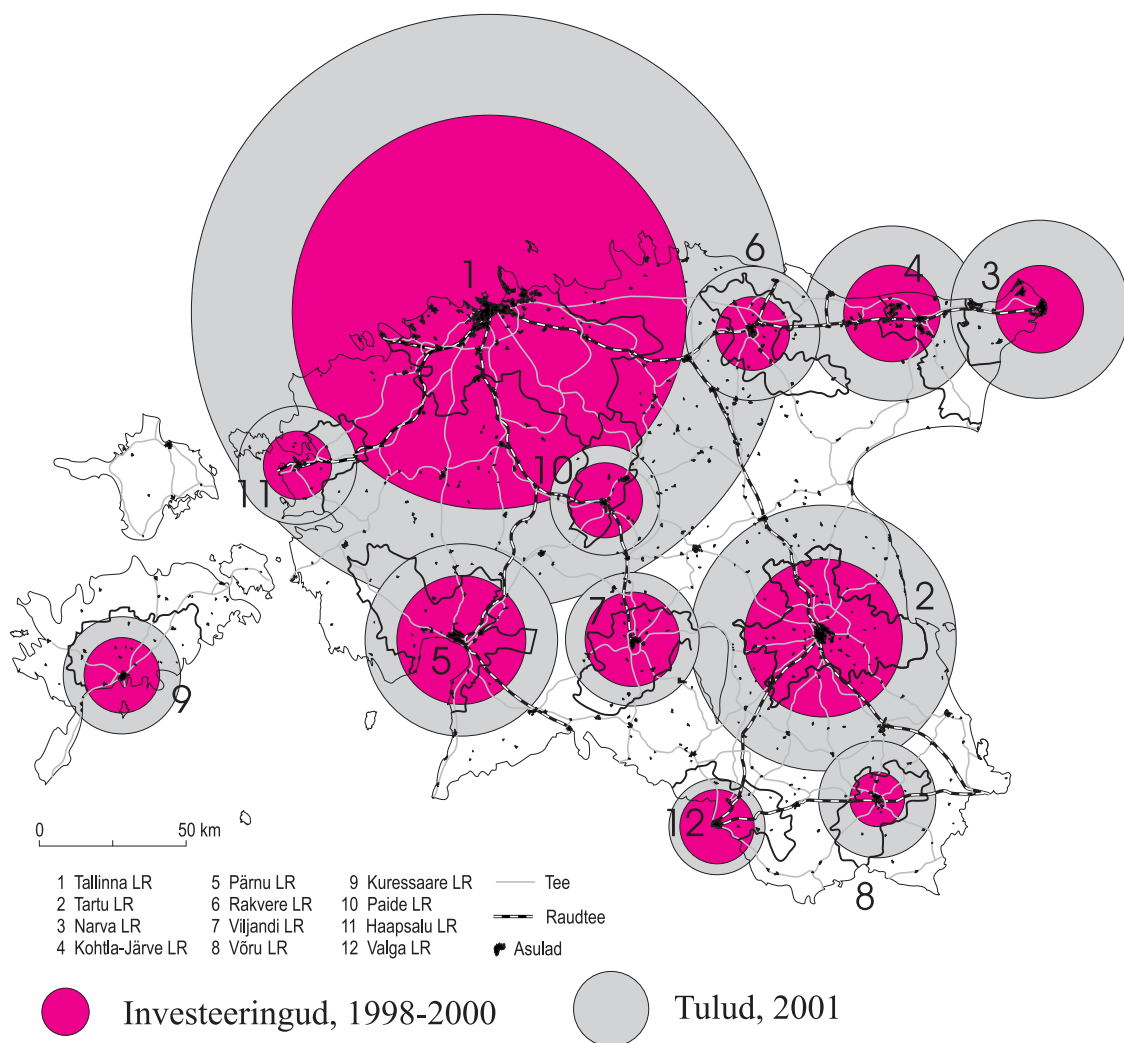 6
4
3
1
10
11
2
7
5
9
12
8
0 50 km
1 Tallinna LR 5 Pärnu LR 9 Kuressaare LR Tee
2 Tartu LR 6 Rakvere LR 10 Paide LR
3 Narva LR 7 Viljandi LR 11 Haapsalu LR Raudtee
4 Kohtla-Järve LR 8 Võru LR 12 Valga LR Asulad
Investeeringud, 1998-2000 Tulud, 2001